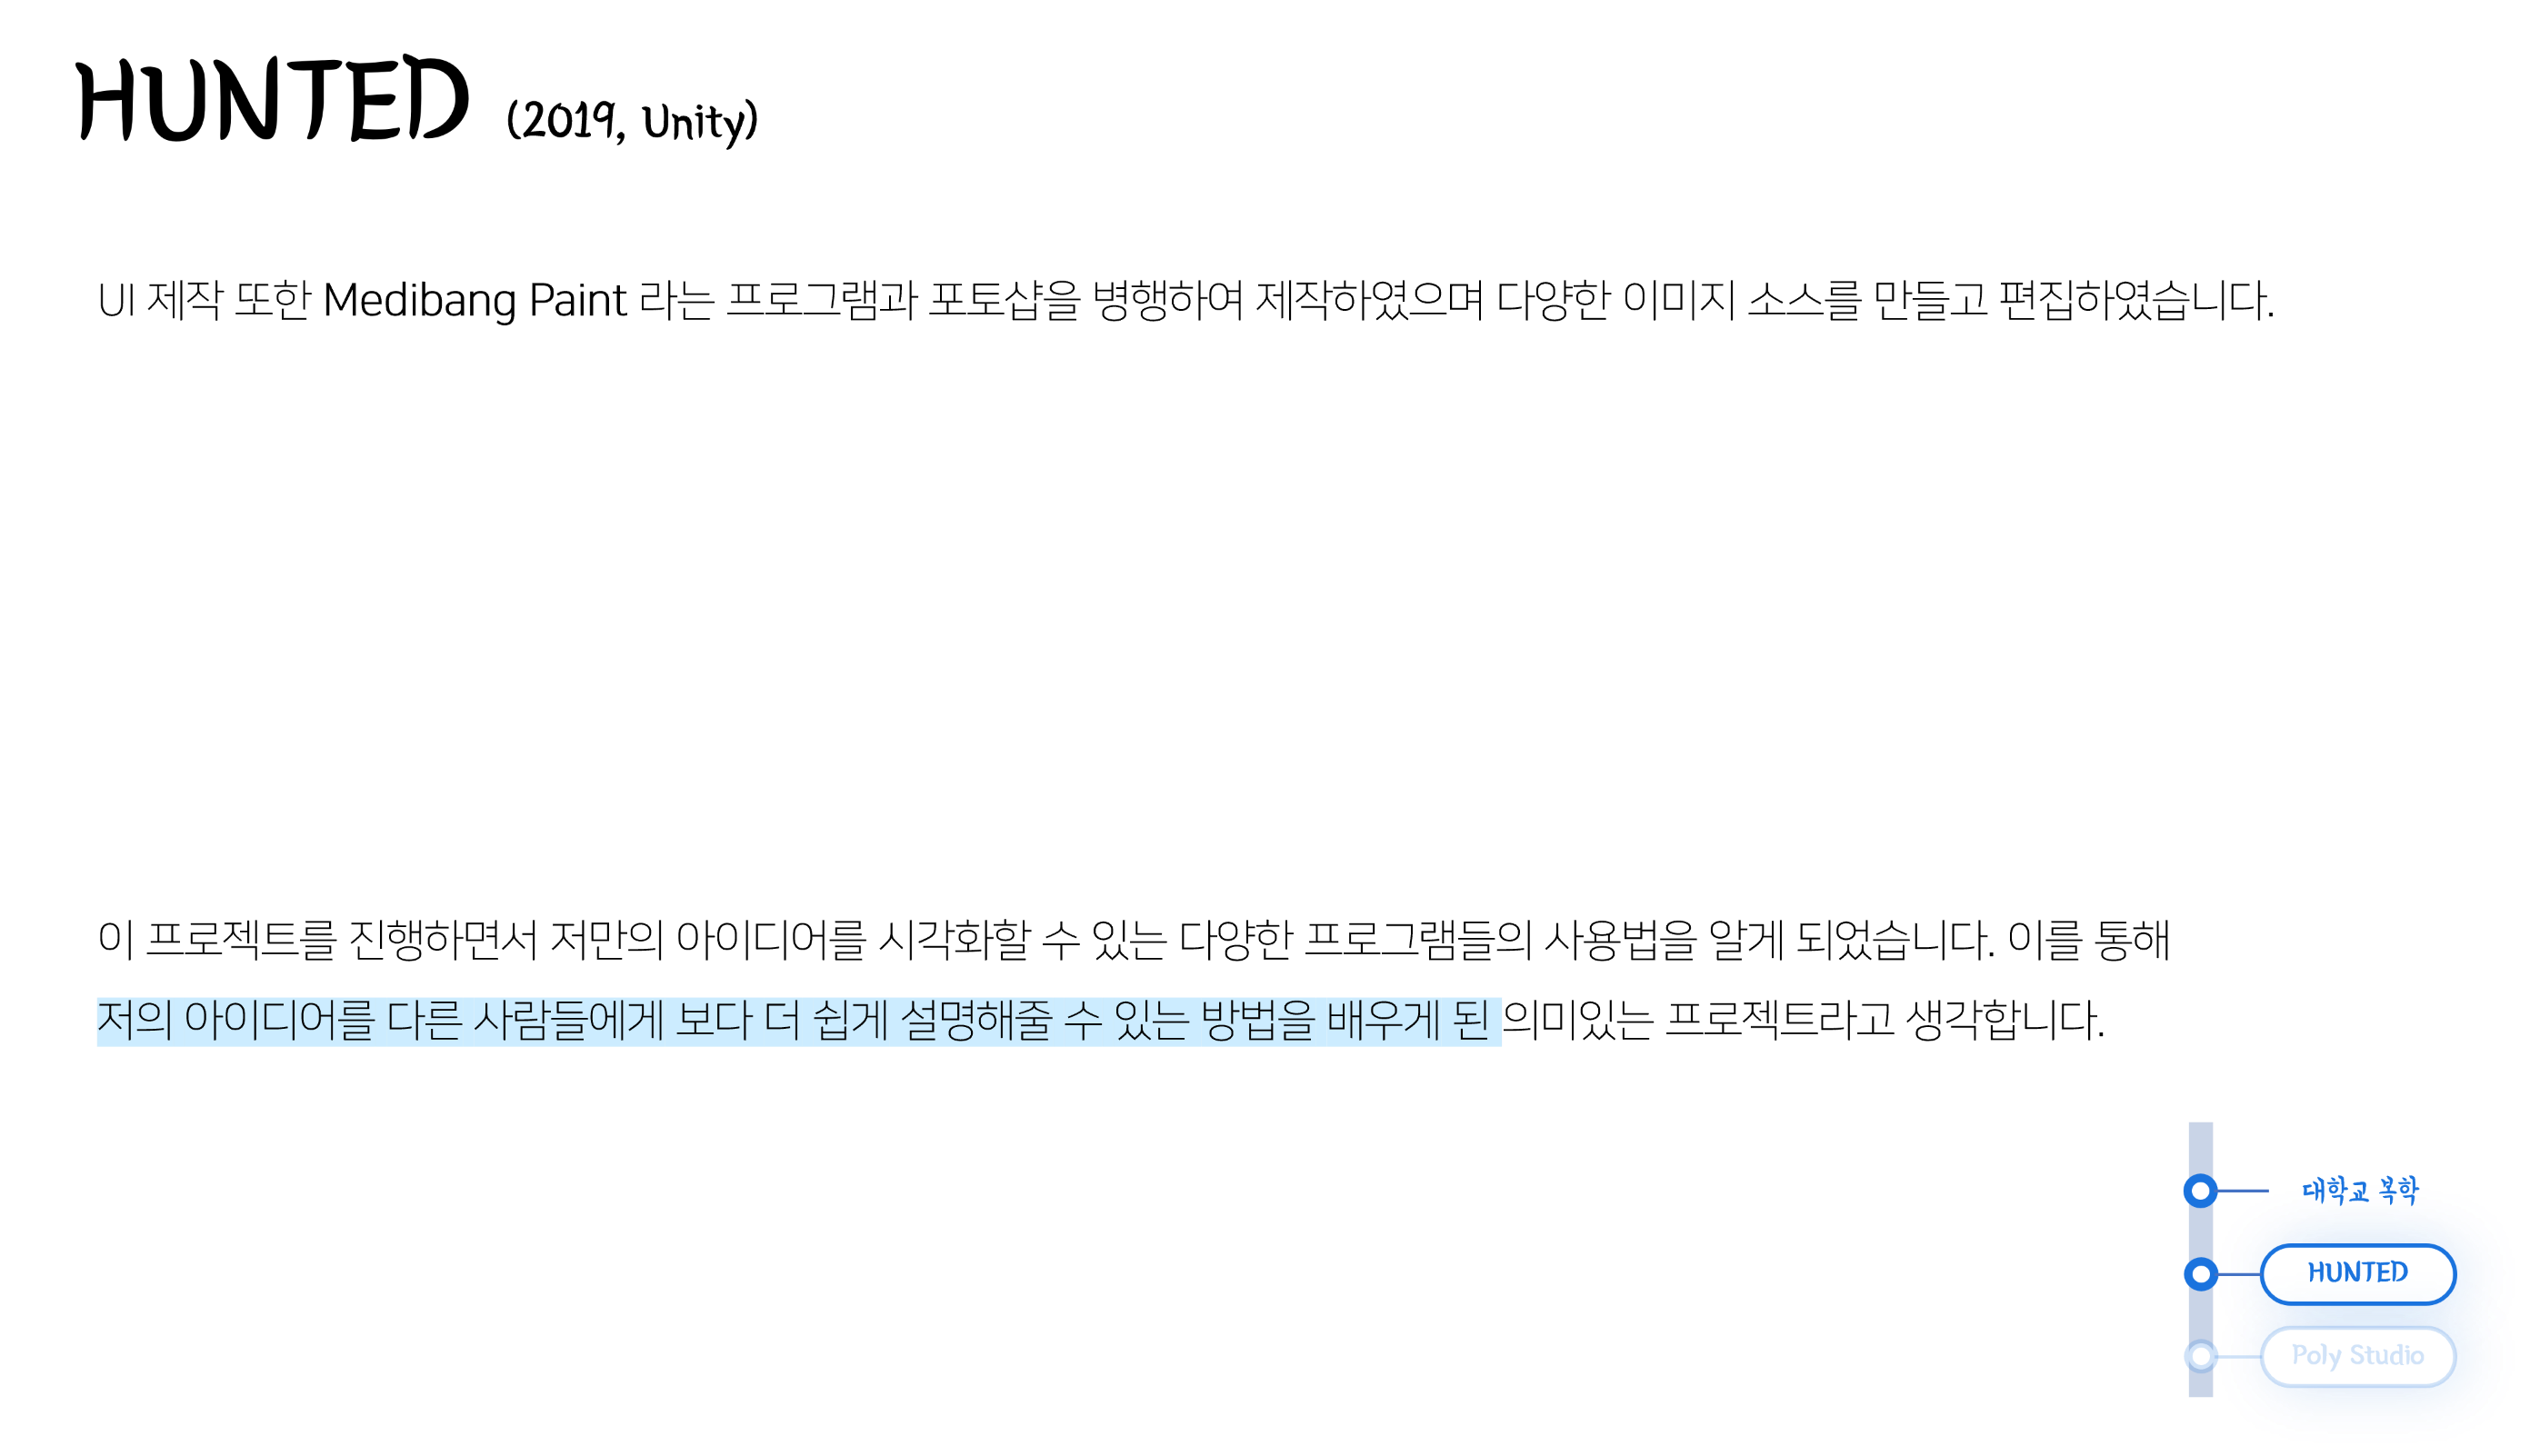 HUNTED (2019, Unity)
UI 제작 또한 Medibang Paint 라는 프로그램과 포토샵을 병행하여 제작하였으며 다양한 이미지 소스를 만들고 편집하였습니다.
이 프로젝트를 진행하면서 저만의 아이디어를 시각화할 수 있는 다양한 프로그램들의 사용법을 알게 되었습니다. 이를 통해
저의 아이디어를 다른 사람들에게 보다 더 쉽게 설명해줄 수 있는 방법을 배우게 된 의미있는 프로젝트라고 생각합니다.
대학교 복학
HUNTED
Poly Studio